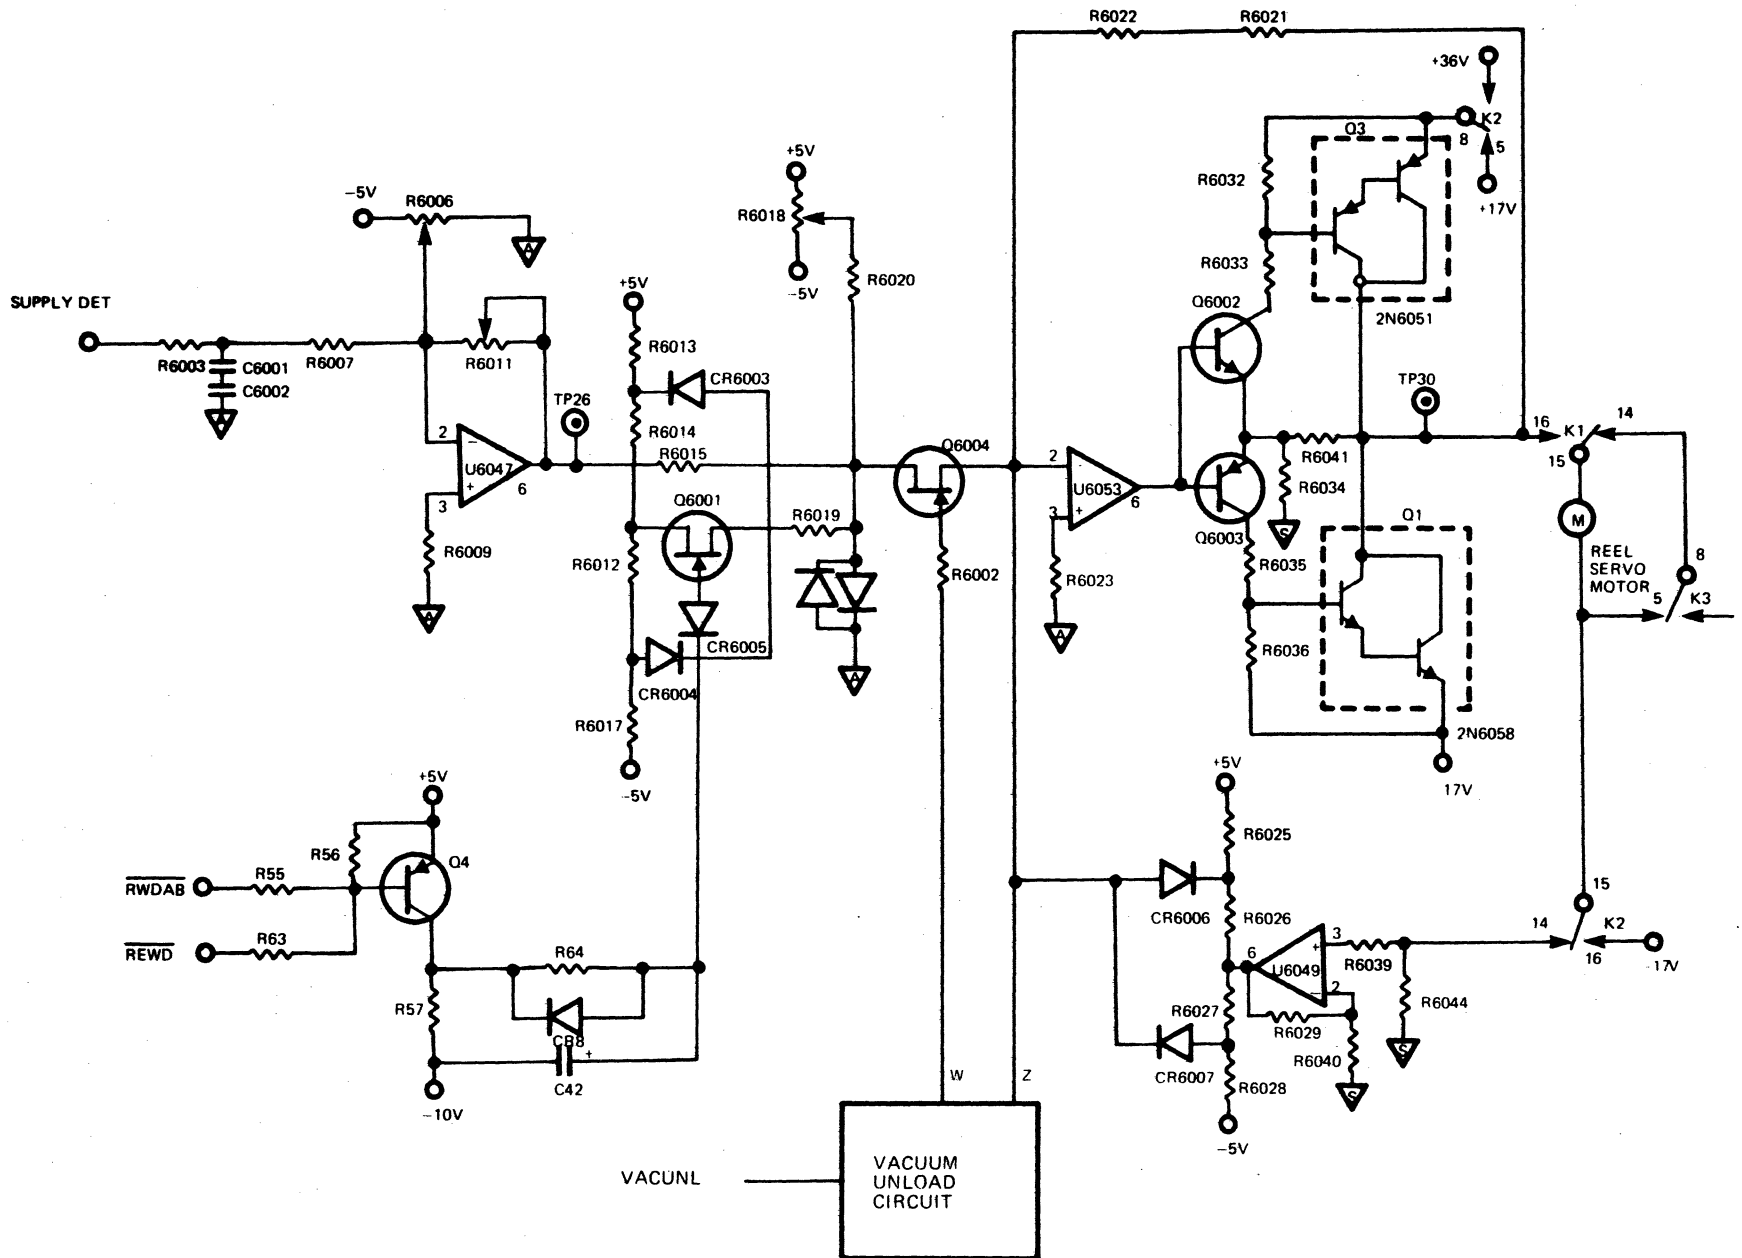 R6022
R6021
+36V
K2
8
5
+17V
Q3
R6032
R6033
Q6002
2N6051
+5V
R6018
-5V
R6020
-5V
R6006
A
SUPPLY DET
R6003
C6001
C6002
A
R6007
R6011
TP26
2
-
U6047
+
3
6
R6009
A
+5V
R6013
CR6003
R6014
R6015
Q6001
R6019
R6012
CR6005
CR6004
R6017
-5V
A
Q6004
R6002
2
-
U6053
+
3
6
R6023
A
R6041
R6034
S
Q6003
R6035
R6036
TP30
Q1
2N6058
17V
16
K1
14
15
M
REEL
SERVO
MOTOR
8
5
K3
+5V
R56
Q4
RWDAB
R55
REWD
R63
R64
R57
CB8
+
C42
-10V
W
Z
VACUNL
VACUUM
UNLOAD
CIRCUIT
+5V
R6025
CR6006
R6026
6
U6049
+
3
-
2
R6039
R6027
R6029
R6040
R6044
S
S
CR6007
R6028
-5V
15
14
K2
16
-17V